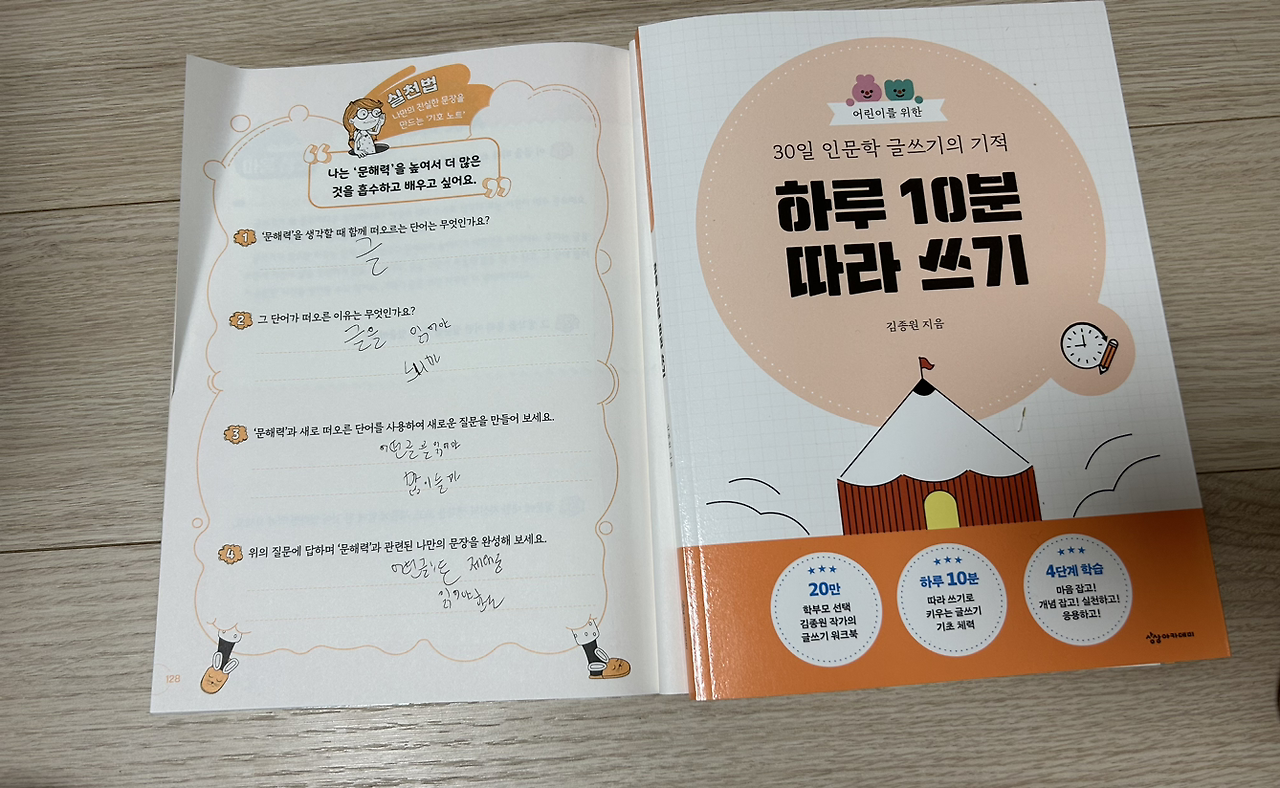 실천법
나만의 진실한 문장을
만드는 '기호 노트'
나는 '문해력'을 높여서 더 많은
것을 흡수하고 배우고 싶어요.
1 '문해력'을 생각할 때 함께 떠오르는 단어는 무엇인가요?
글
2 그 단어가 떠오른 이유는 무엇인가요?
글을 읽어야
3 '문해력'과 새로 떠오른 단어를 사용하여 새로운 질문을 만들어 보세요.
어떤 글을 읽어야
4 위의 질문에 답하며 '문해력'과 관련된 나만의 문장을 완성해 보세요.
어떤글이든 제대로
읽어야
128
어린이를 위한
30일 인문학 글쓰기의 기적
하루 10분
따라 쓰기
김종원 지음
20만
학부모 선택
김종원 작가의
글쓰기 워크북
하루 10분
따라 쓰기로
키우는 글쓰기
기초 체력
4단계 학습
마음 잡고!
개념 잡고! 실천하고!
응용하고!
상상아카데미